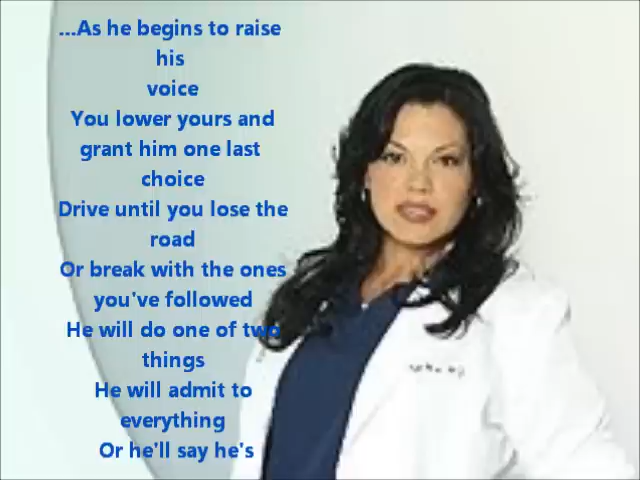 ...As he begins to raise
his
voice
You lower yours and
grant him one last
choice
Drive until you lose the
road
Or break with the ones
you've followed
He will do one of two
things
He will admit to
everything
Or he'll say he's